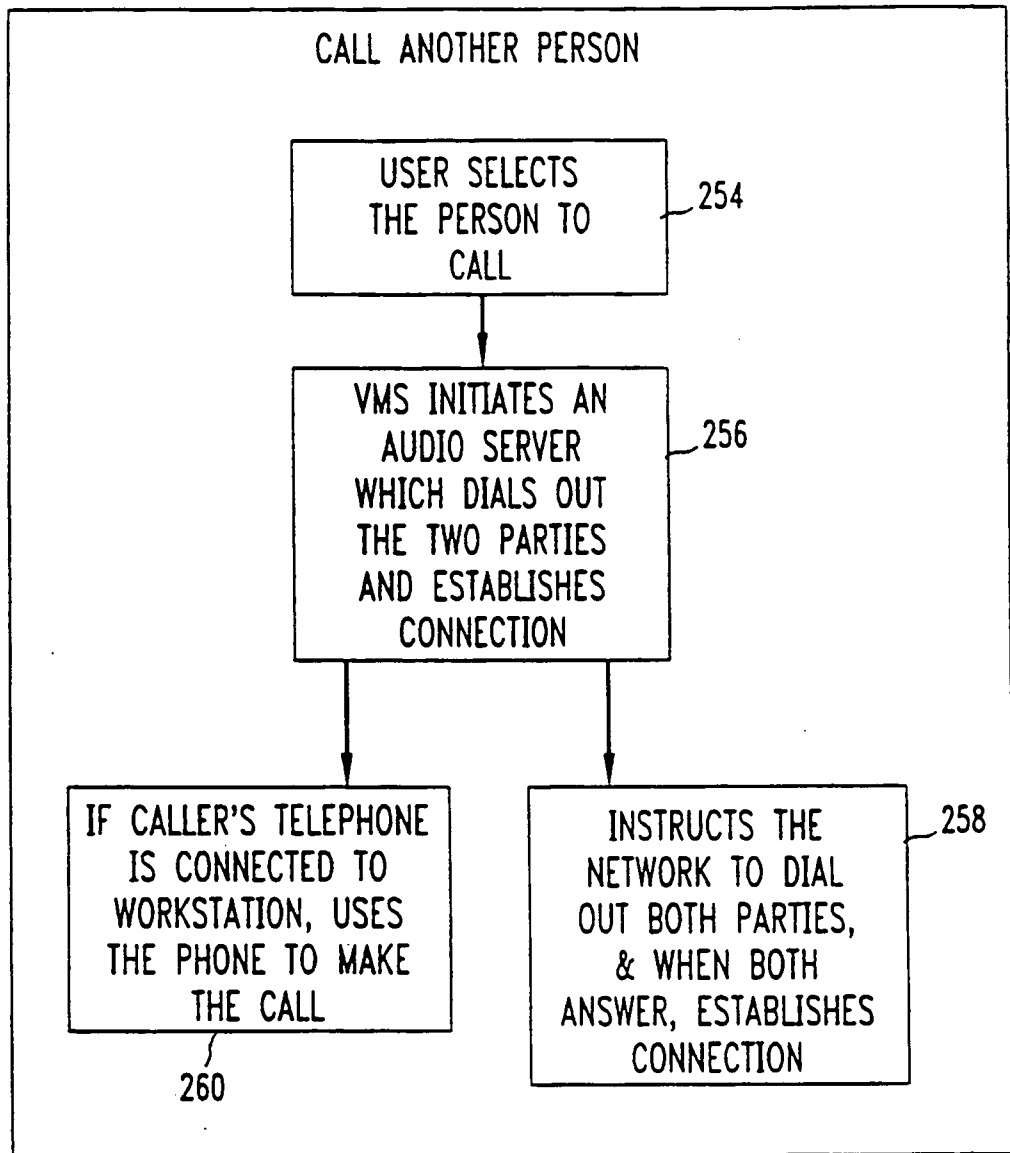 CALL ANOTHER PERSON
USER SELECTS
THE PERSON TO
CALL
254
VMS INITIATES AN
AUDIO SERVER
WHICH DIALS OUT
THE TWO PARTIES
AND ESTABLISHES
CONNECTION
256
IF CALLER'S TELEPHONE
IS CONNECTED TO
WORKSTATION, USES
THE PHONE TO MAKE
THE CALL
260
INSTRUCTS THE
NETWORK TO DIAL
OUT BOTH PARTIES,
& WHEN BOTH
ANSWER, ESTABLISHES
CONNECTION
258